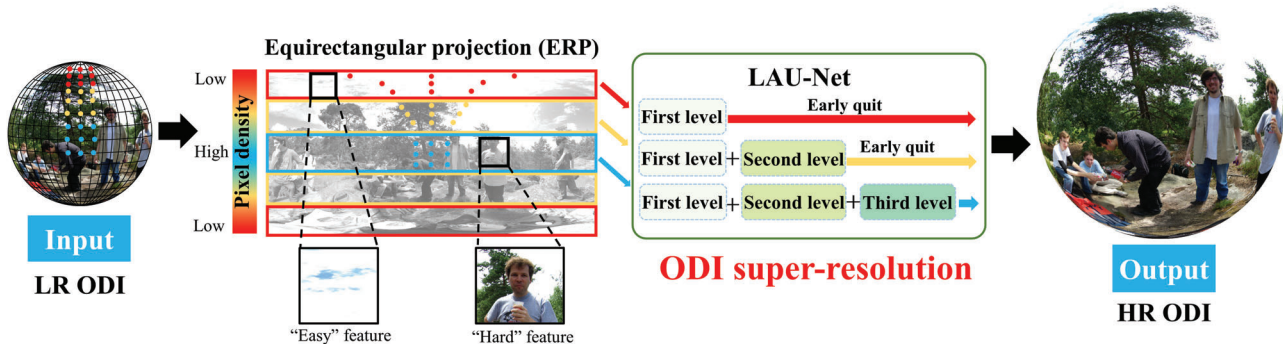 Input
LR ODI
Equirectangular projection (ERP)
Low
High
Low
Pixel density
“Easy” feature
“Hard” feature
LAU-Net
First level
Early quit
First level + Second level
Early quit
First level + Second level + Third level
ODI super-resolution
Output
HR ODI